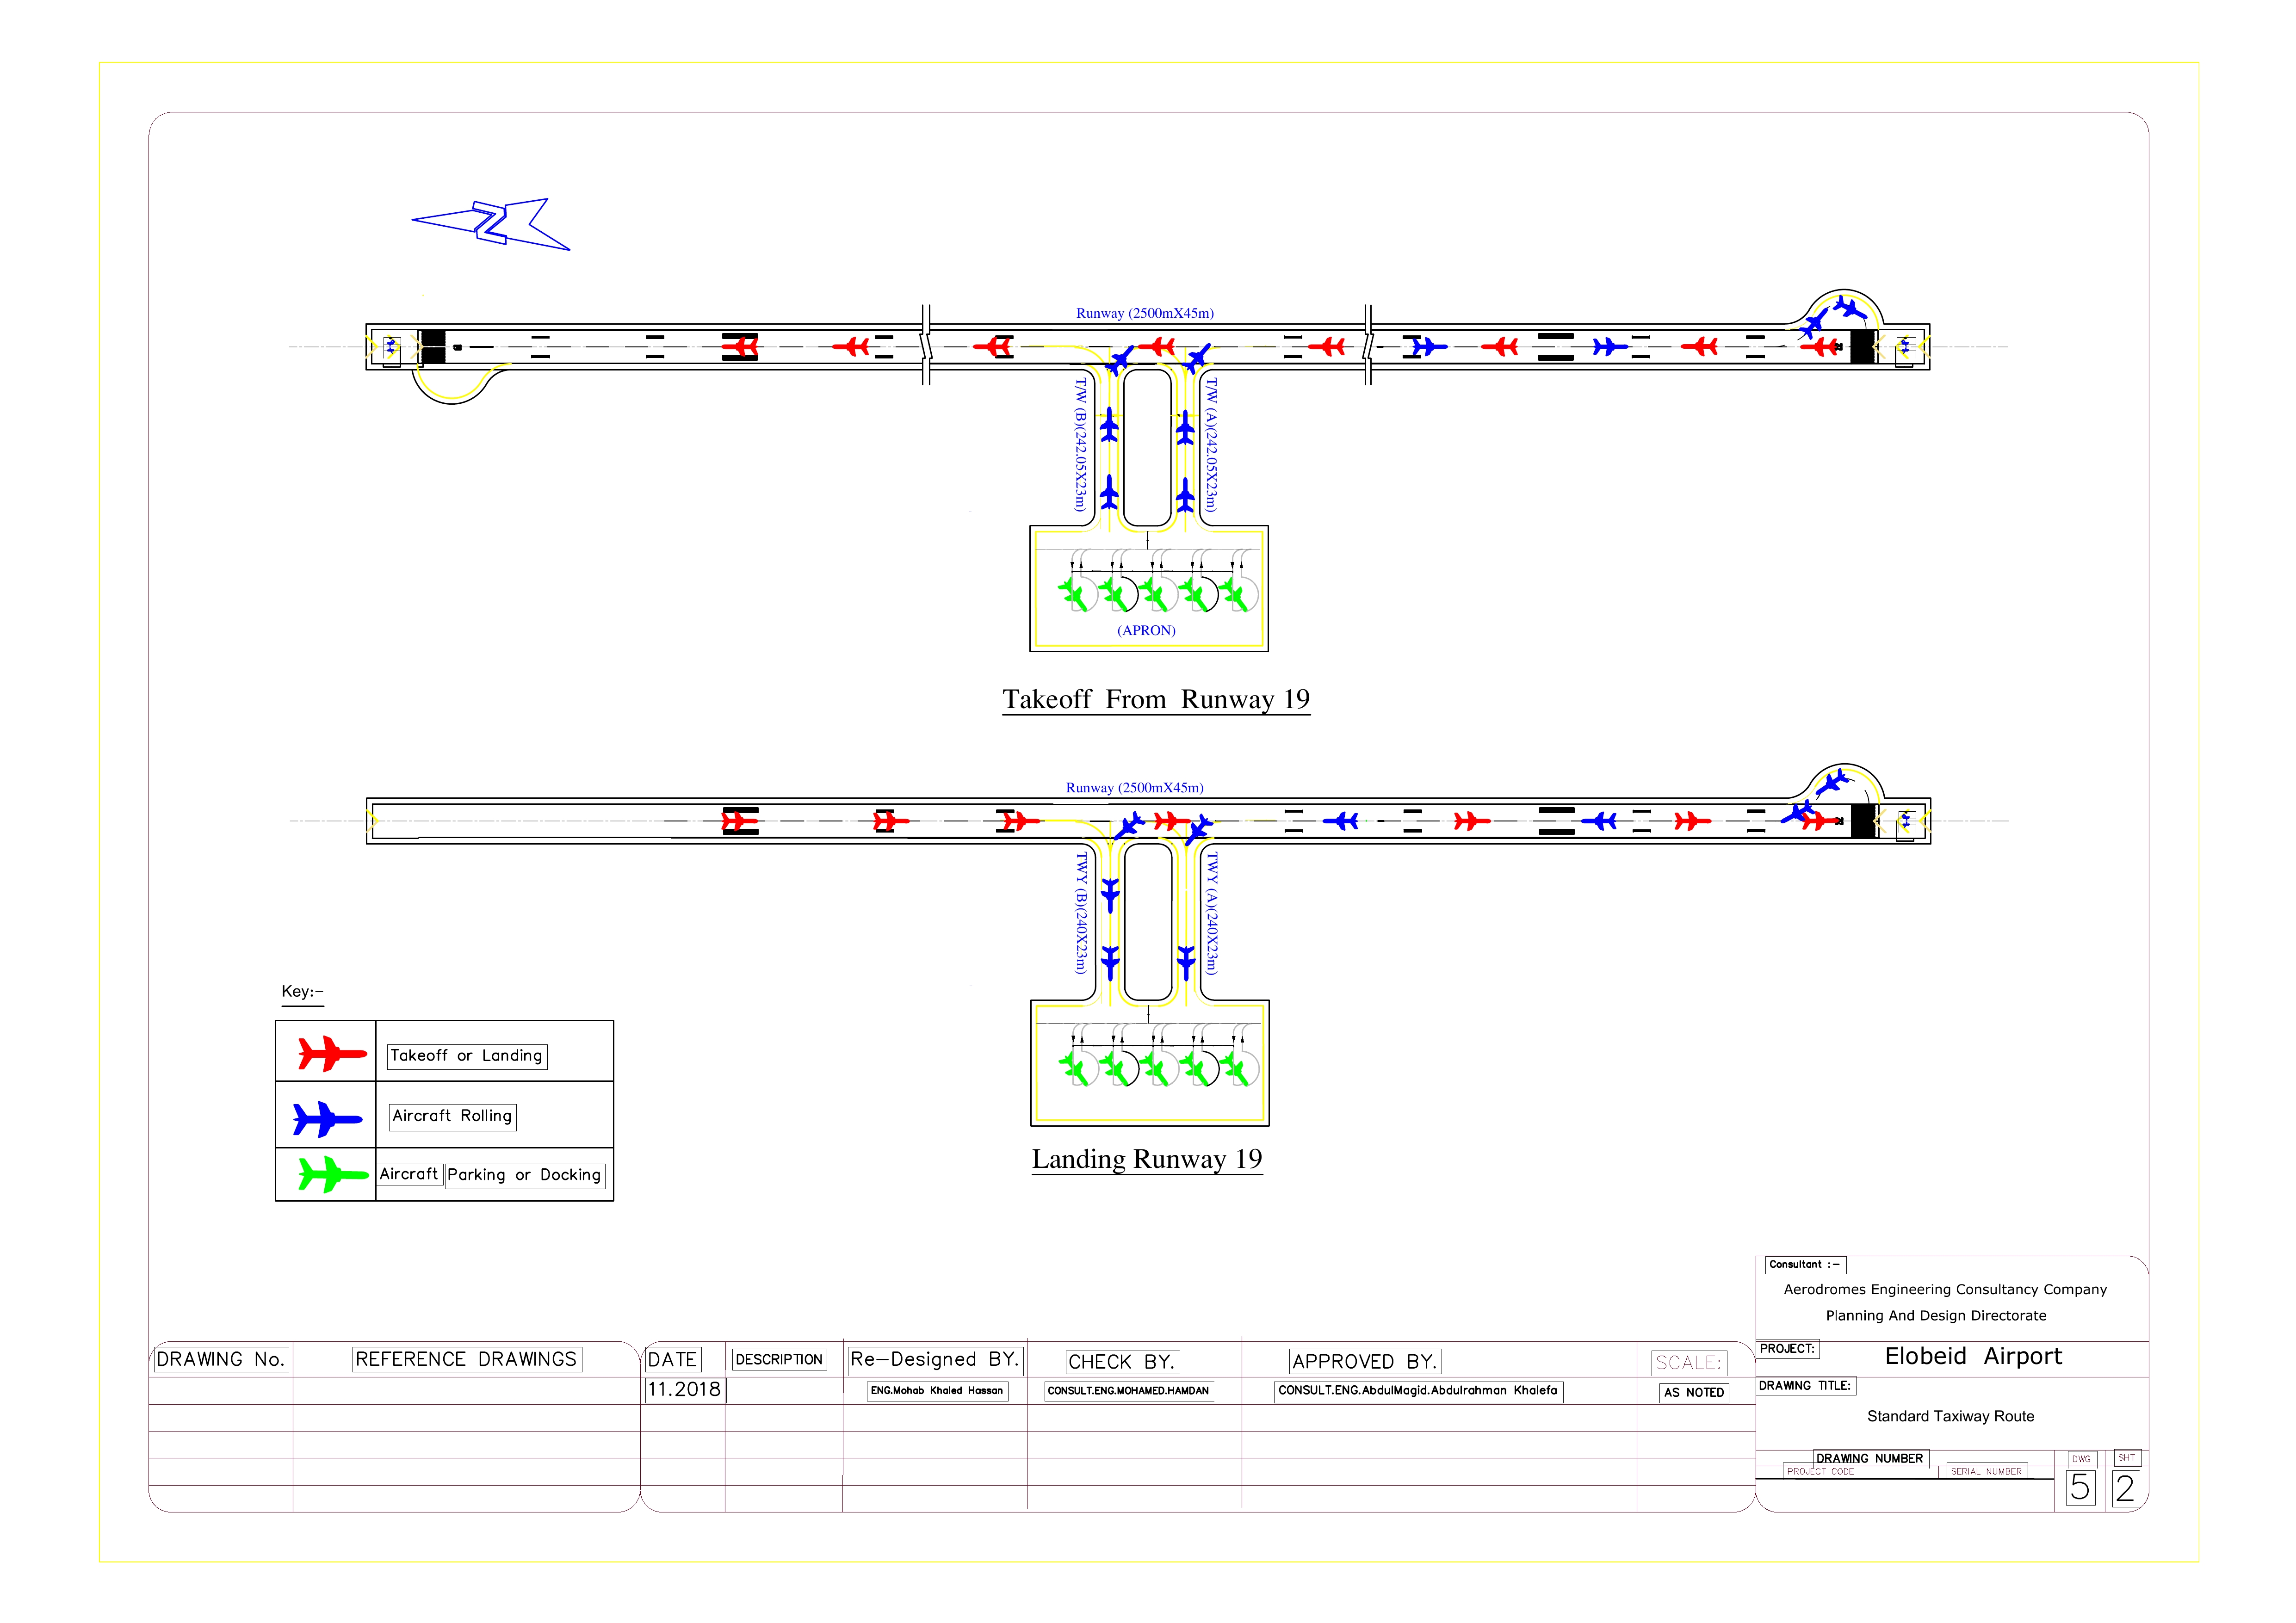 Runway (2500mX45m)
T/W (B)(242.05X23m)
T/W (A)(242.05X23m)
(APRON)
Takeoff From Runway 19
Runway (2500mX45m)
TWY (B)(240X23m)
TWY (A)(240X23m)
Landing Runway 19
Key:-
Takeoff or Landing
Aircraft Rolling
Aircraft Parking or Docking
Consultant :-
Aerodromes Engineering Consultancy Company
Planning And Design Directorate
PROJECT: Elobeid Airport
DRAWING TITLE:
Standard Taxiway Route
DRAWING NUMBER DWG SHT
PROJECT CODE SERIAL NUMBER
5 2
DRAWING No. REFERENCE DRAWINGS
DATE DESCRIPTION Re-Designed BY. CHECK BY. APPROVED BY. SCALE:
11.2018 ENG.Mohab Khaled Hassan CONSULT.ENG.MOHAMED.HAMDAN CONSULT.ENG.AbdulMagid.Abdulrahman Khalefa AS NOTED